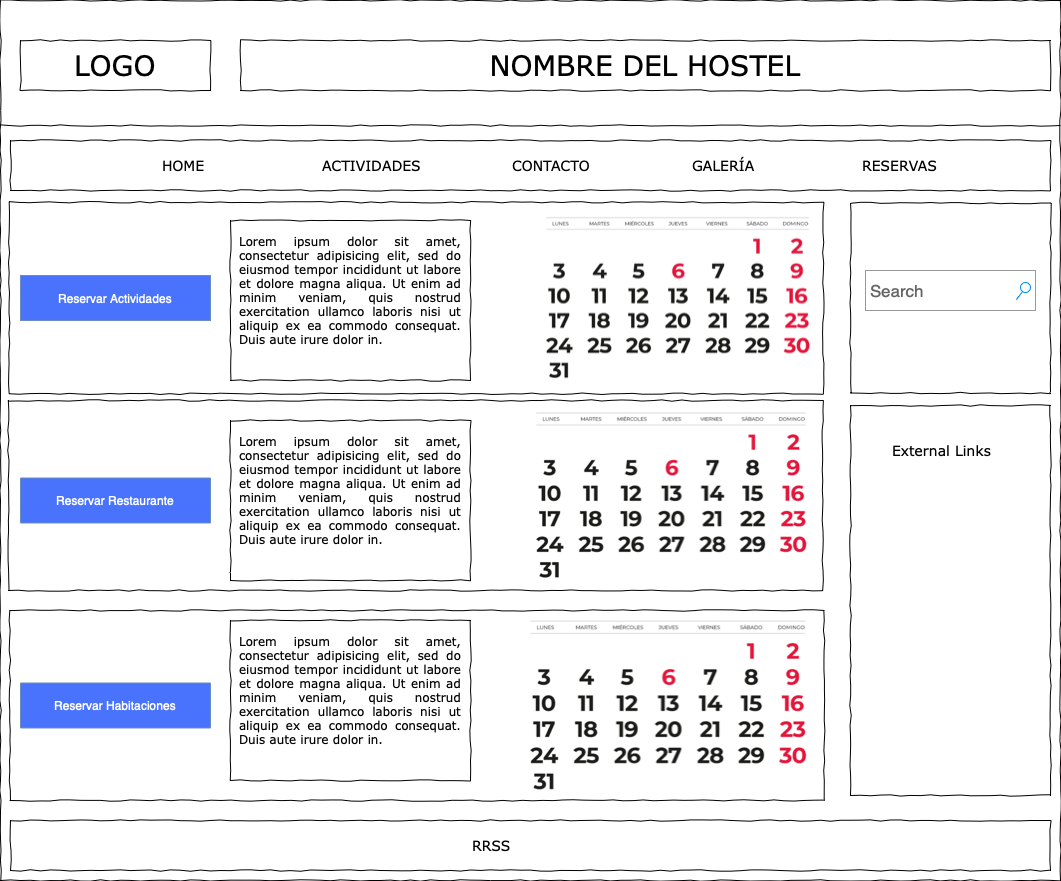 LOGO
NOMBRE DEL HOSTEL
HOME ACTIVIDADES CONTACTO GALERÍA RESERVAS
Reservar Actividades
Lorem ipsum dolor sit amet,
consectetur adipisicing elit, sed do
eiusmod tempor incididunt ut labore
et dolore magna aliqua. Ut enim ad
minim veniam, quis nostrud
exercitation ullamco laboris nisi ut
aliquip ex ea commodo consequat.
Duis aute irure dolor in.
LUNES MARTES MIÉRCOLES JUEVES VIERNES SÁBADO DOMINGO
1 2
3 4 5 6 7 8 9
10 11 12 13 14 15 16
17 18 19 20 21 22 23
24 25 26 27 28 29 30
31
Search
Reservar Restaurante
Lorem ipsum dolor sit amet,
consectetur adipisicing elit, sed do
eiusmod tempor incididunt ut labore
et dolore magna aliqua. Ut enim ad
minim veniam, quis nostrud
exercitation ullamco laboris nisi ut
aliquip ex ea commodo consequat.
Duis aute irure dolor in.
LUNES MARTES MIÉRCOLES JUEVES VIERNES SÁBADO DOMINGO
1 2
3 4 5 6 7 8 9
10 11 12 13 14 15 16
17 18 19 20 21 22 23
24 25 26 27 28 29 30
31
External Links
Reservar Habitaciones
Lorem ipsum dolor sit amet,
consectetur adipisicing elit, sed do
eiusmod tempor incididunt ut labore
et dolore magna aliqua. Ut enim ad
minim veniam, quis nostrud
exercitation ullamco laboris nisi ut
aliquip ex ea commodo consequat.
Duis aute irure dolor in.
LUNES MARTES MIÉRCOLES JUEVES VIERNES SÁBADO DOMINGO
1 2
3 4 5 6 7 8 9
10 11 12 13 14 15 16
17 18 19 20 21 22 23
24 25 26 27 28 29 30
31
RRSS